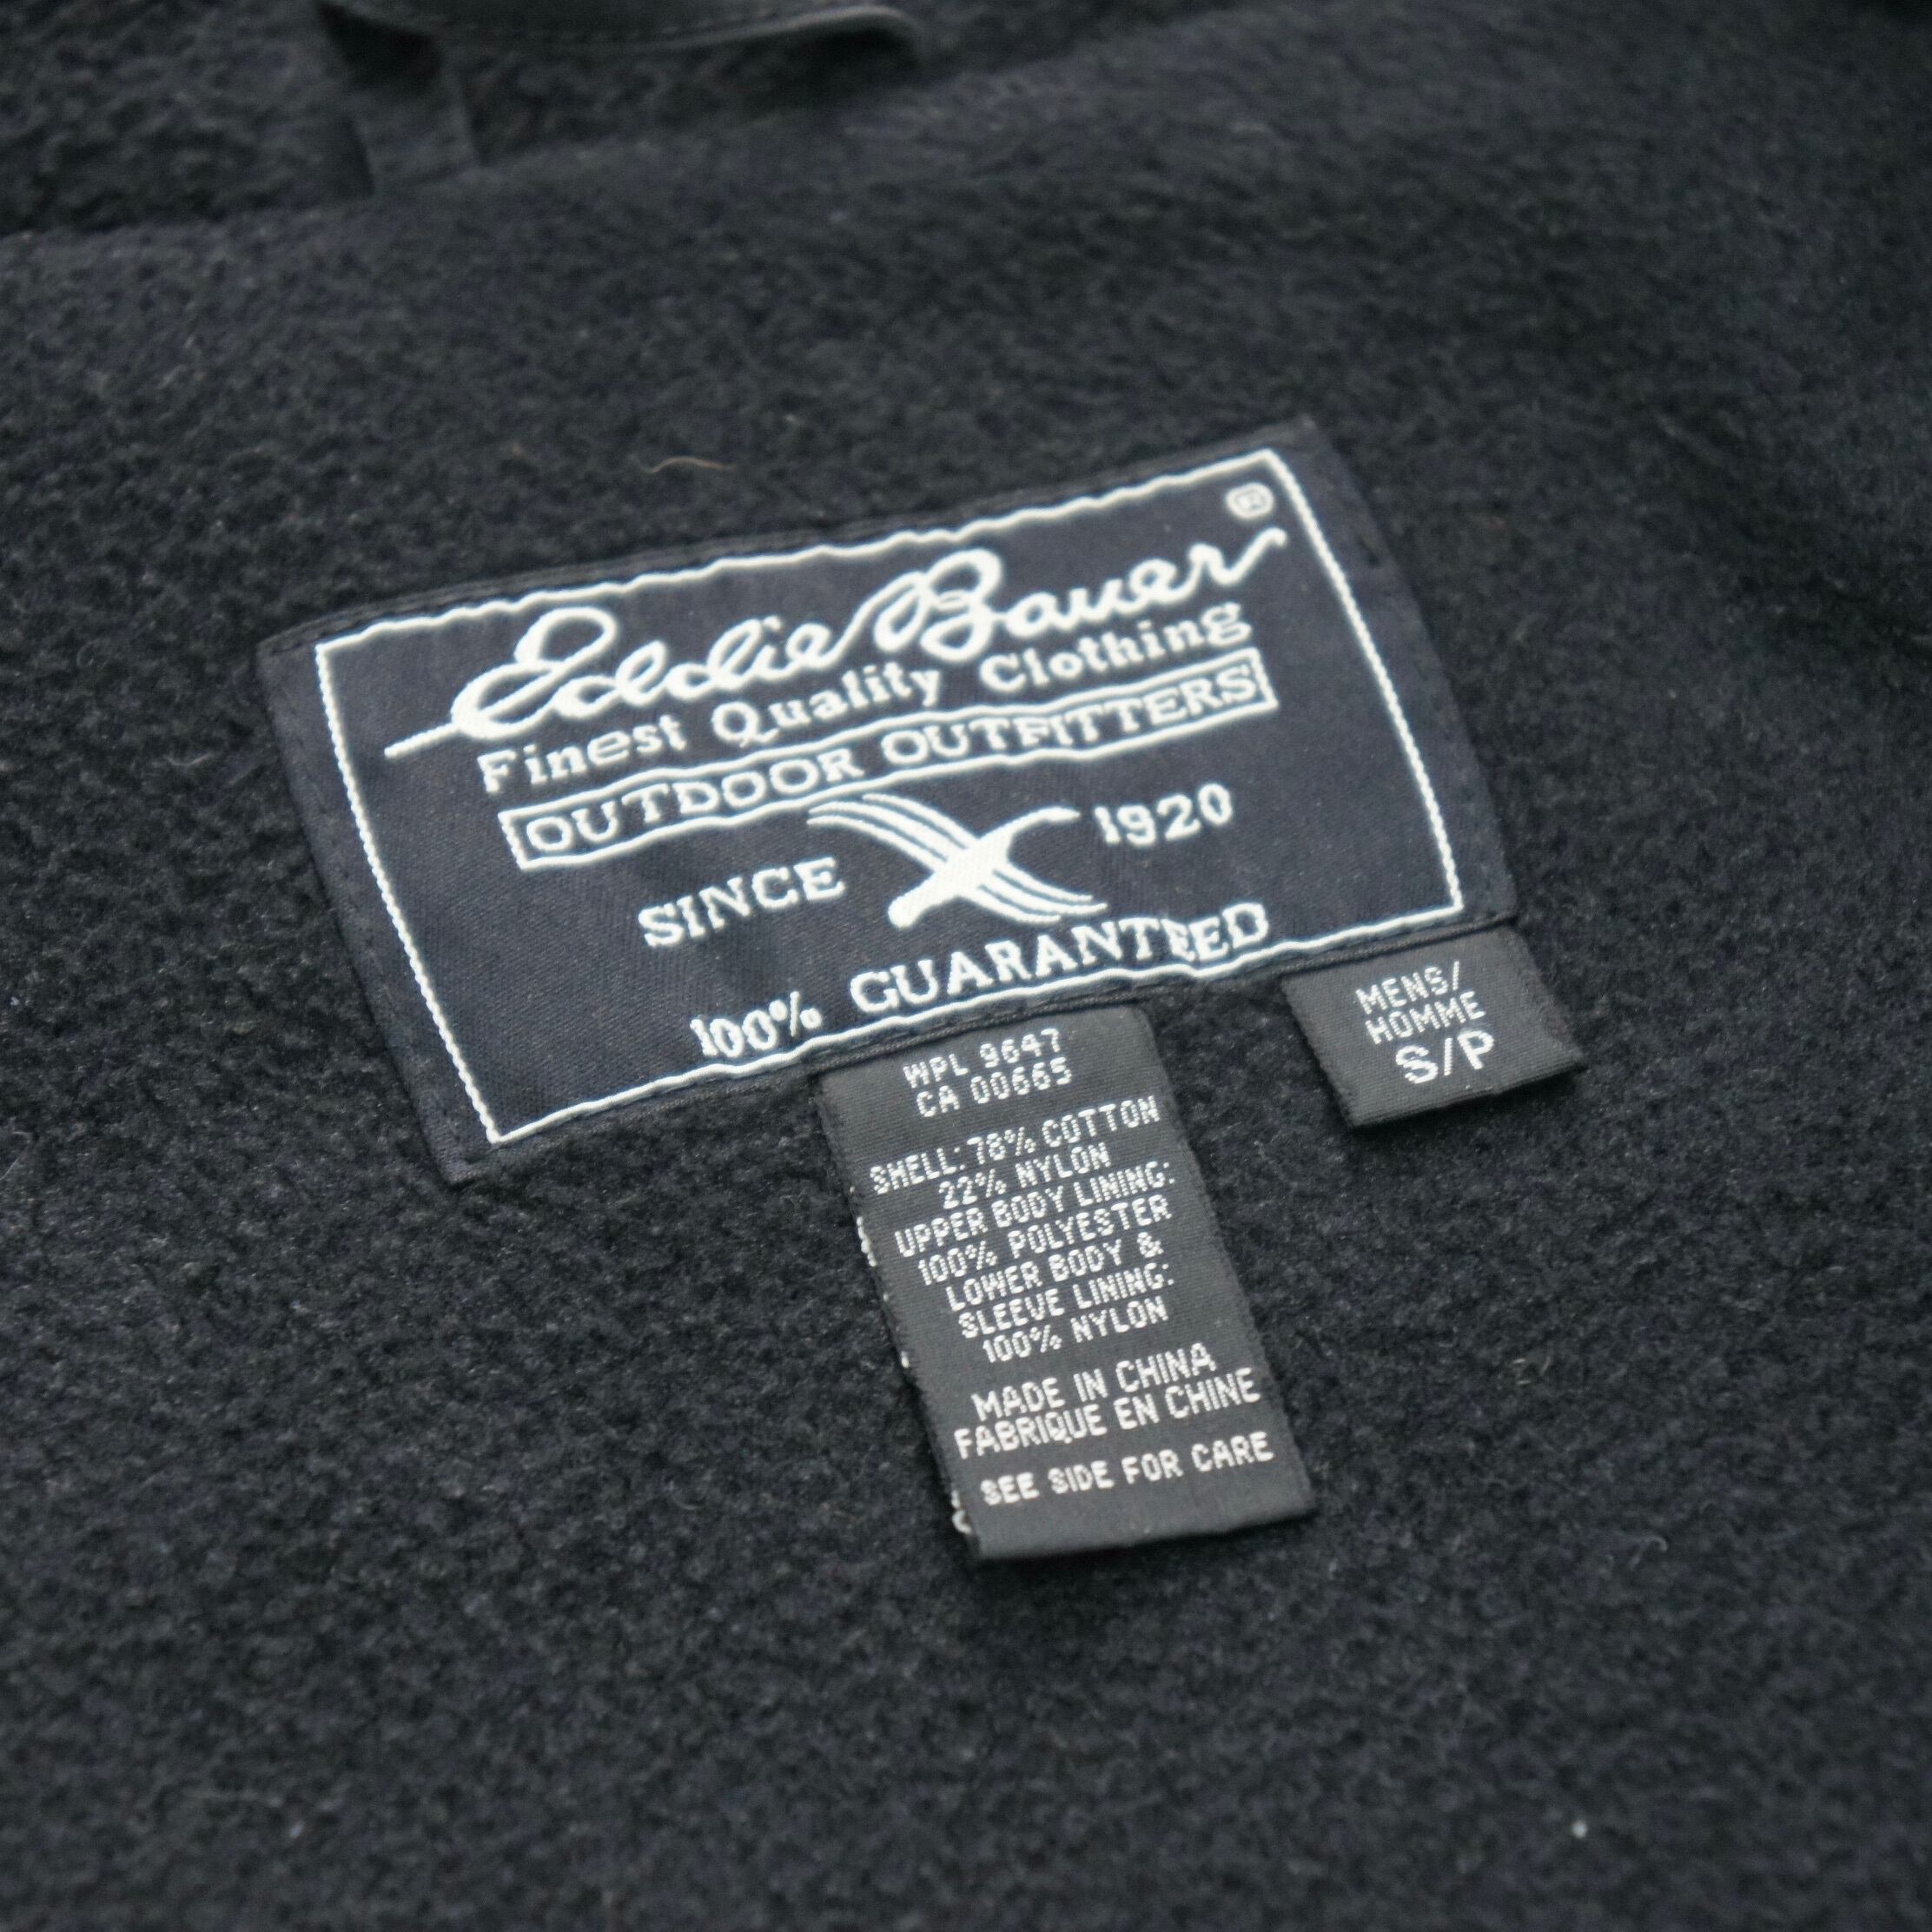 Eddie Bauer ®
Finest Quality Clothing
OUTDOOR OUTFITTERS
SINCE 1920
100% GUARANTEED
MENS/
HOMME
S/P
WPL 9647
CA 00665
SHELL: 78% COTTON
22% NYLON
UPPER BODY LINING:
100% POLYESTER
LOWER BODY &
SLEEVE LINING:
100% NYLON
MADE IN CHINA
FABRIQUE EN CHINE
SEE SIDE FOR CARE